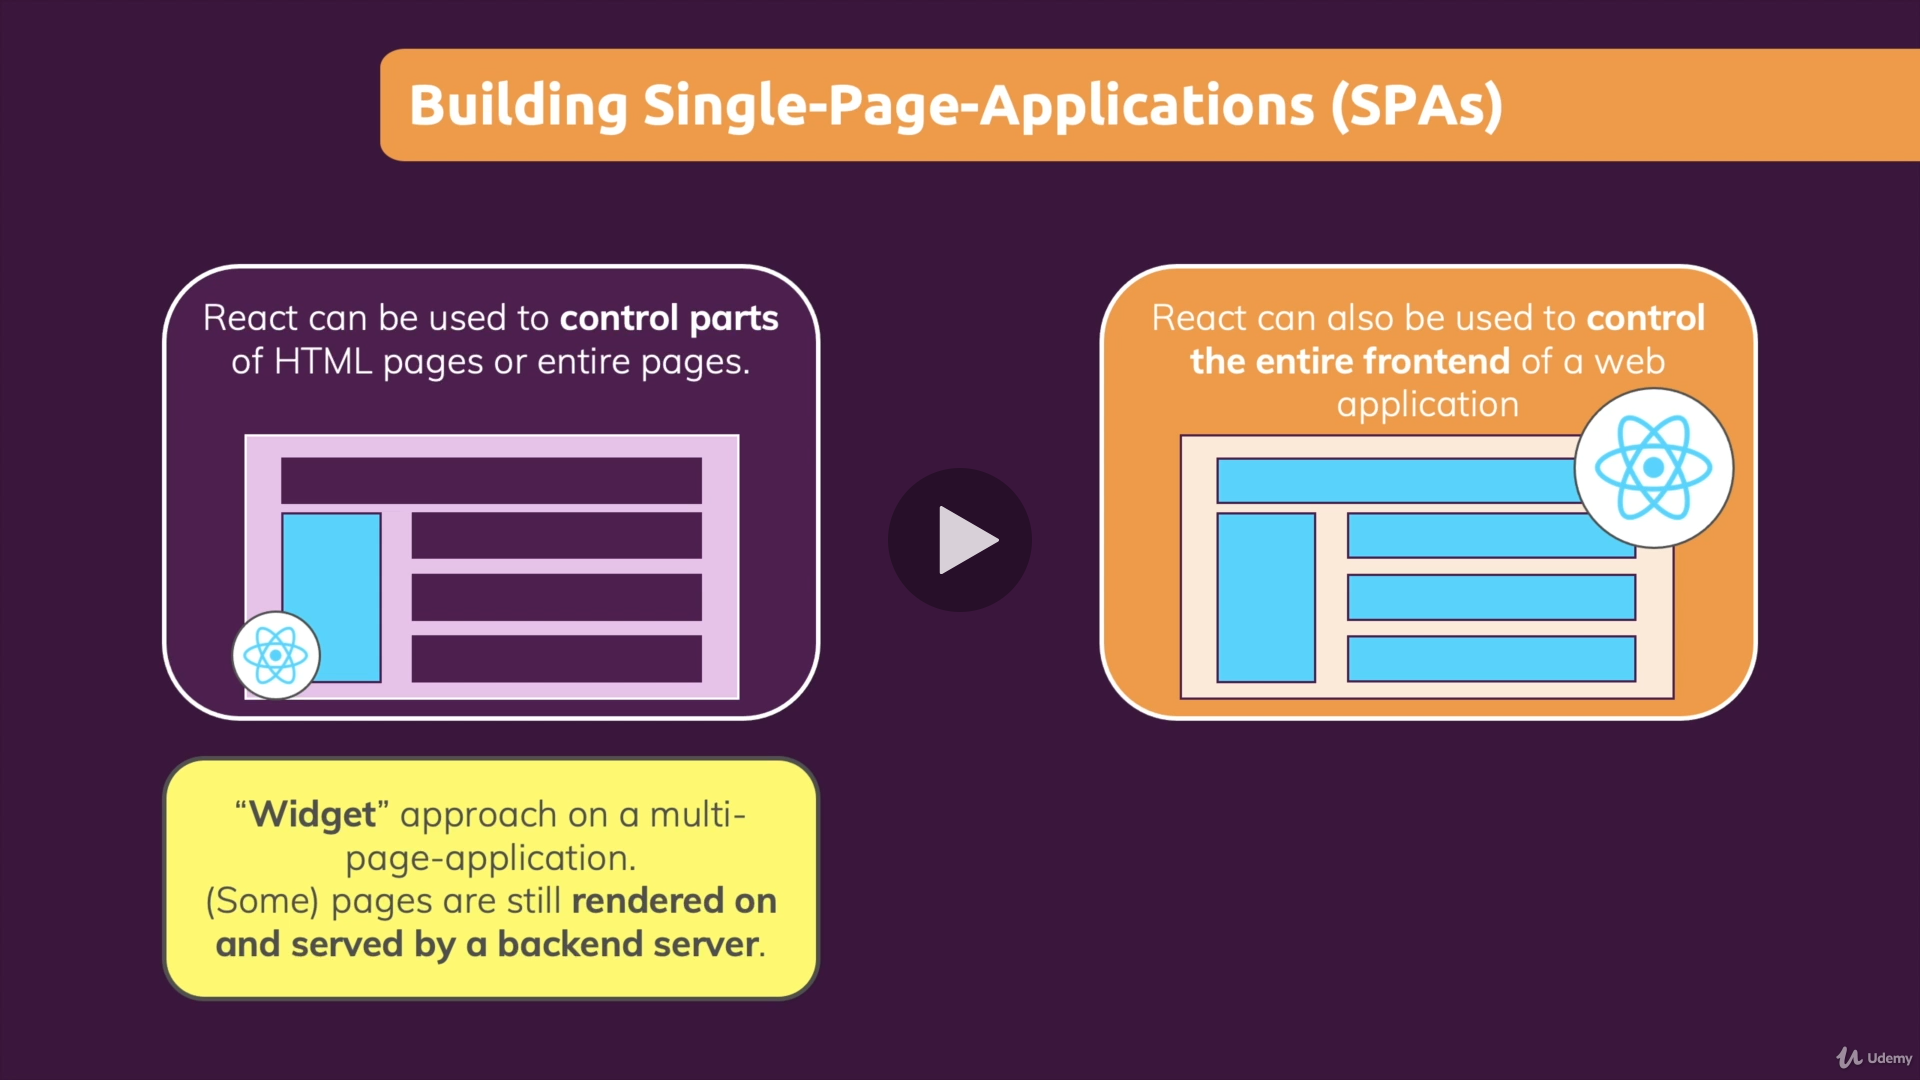 Building Single-Page-Applications (SPAs)
React can be used to control parts
of HTML pages or entire pages.
React can also be used to control
the entire frontend of a web
application
“Widget” approach on a multi-
page-application.
(Some) pages are still rendered on
and served by a backend server.
Udemy